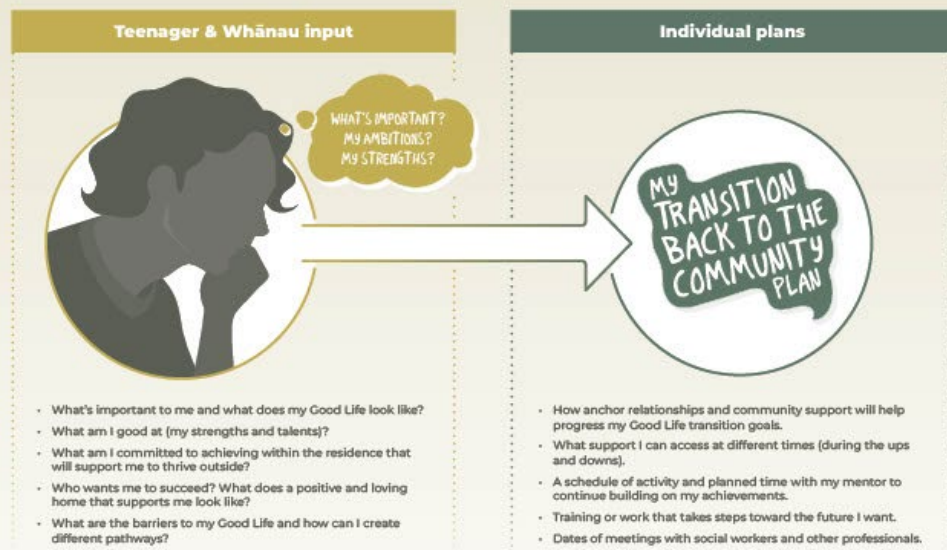 Teenager & Whānau input
WHAT'S IMPORTANT?
MY AMBITIONS?
MY STRENGTHS?
• What's important to me and what does my Good Life look like?
• What am I good at (my strengths and talents)?
• What am I committed to achieving within the residence that
will support me to thrive outside?
• Who wants me to succeed? What does a positive and loving
home that supports me look like?
• What are the barriers to my Good Life and how can I create
different pathways?
Individual plans
MY
TRANSITION
BACK TO THE
COMMUNITY
PLAN
• How anchor relationships and community support will help
progress my Good Life transition goals.
• What support I can access at different times (during the ups
and downs).
• A schedule of activity and planned time with my mentor to
continue building on my achievements.
• Training or work that takes steps toward the future I want.
• Dates of meetings with social workers and other professionals.